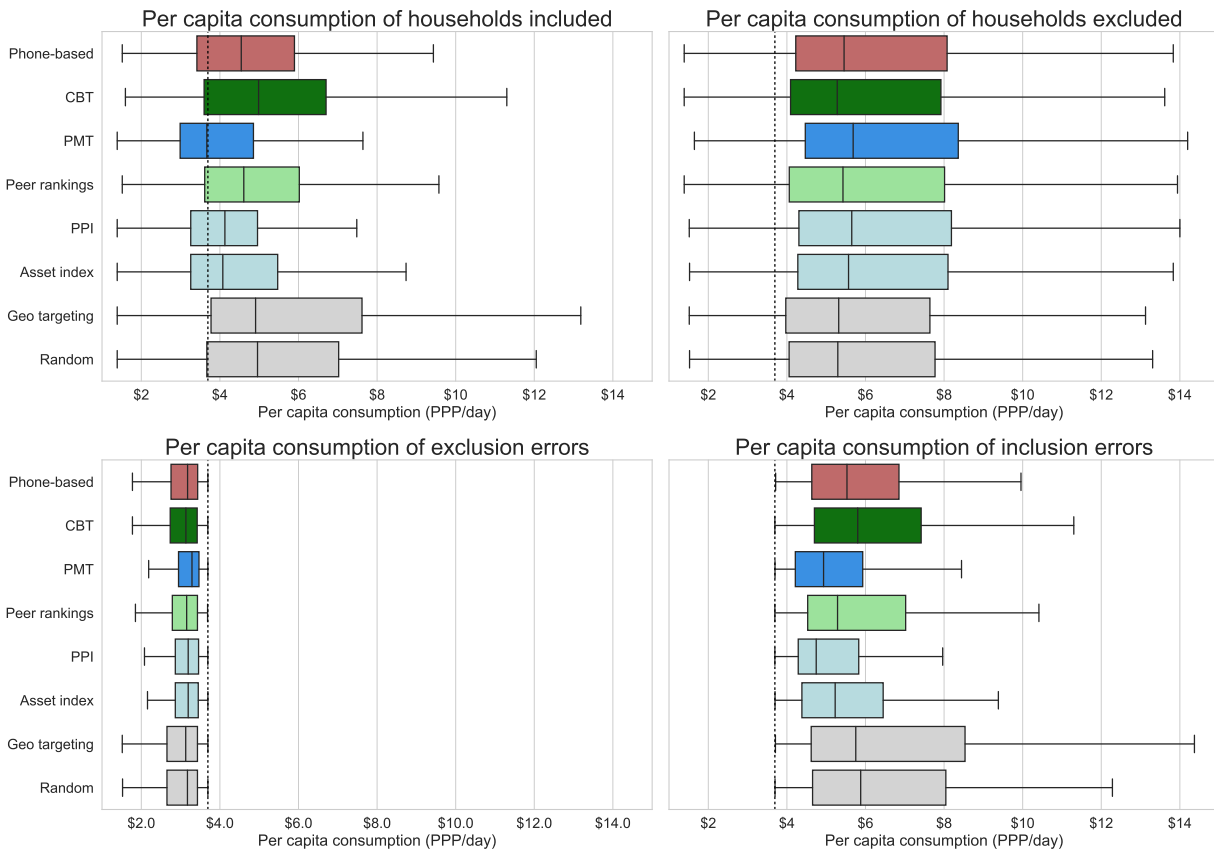 Per capita consumption of households included
Phone-based
CBT
PMT
Peer rankings
PPI
Asset index
Geo targeting
Random
$2 $4 $6 $8 $10 $12 $14
Per capita consumption (PPP/day)
Per capita consumption of households excluded
$2 $4 $6 $8 $10 $12 $14
Per capita consumption (PPP/day)
Per capita consumption of exclusion errors
Phone-based
CBT
PMT
Peer rankings
PPI
Asset index
Geo targeting
Random
$2.0 $4.0 $6.0 $8.0 $10.0 $12.0 $14.0
Per capita consumption (PPP/day)
Per capita consumption of inclusion errors
$2 $4 $6 $8 $10 $12 $14
Per capita consumption (PPP/day)